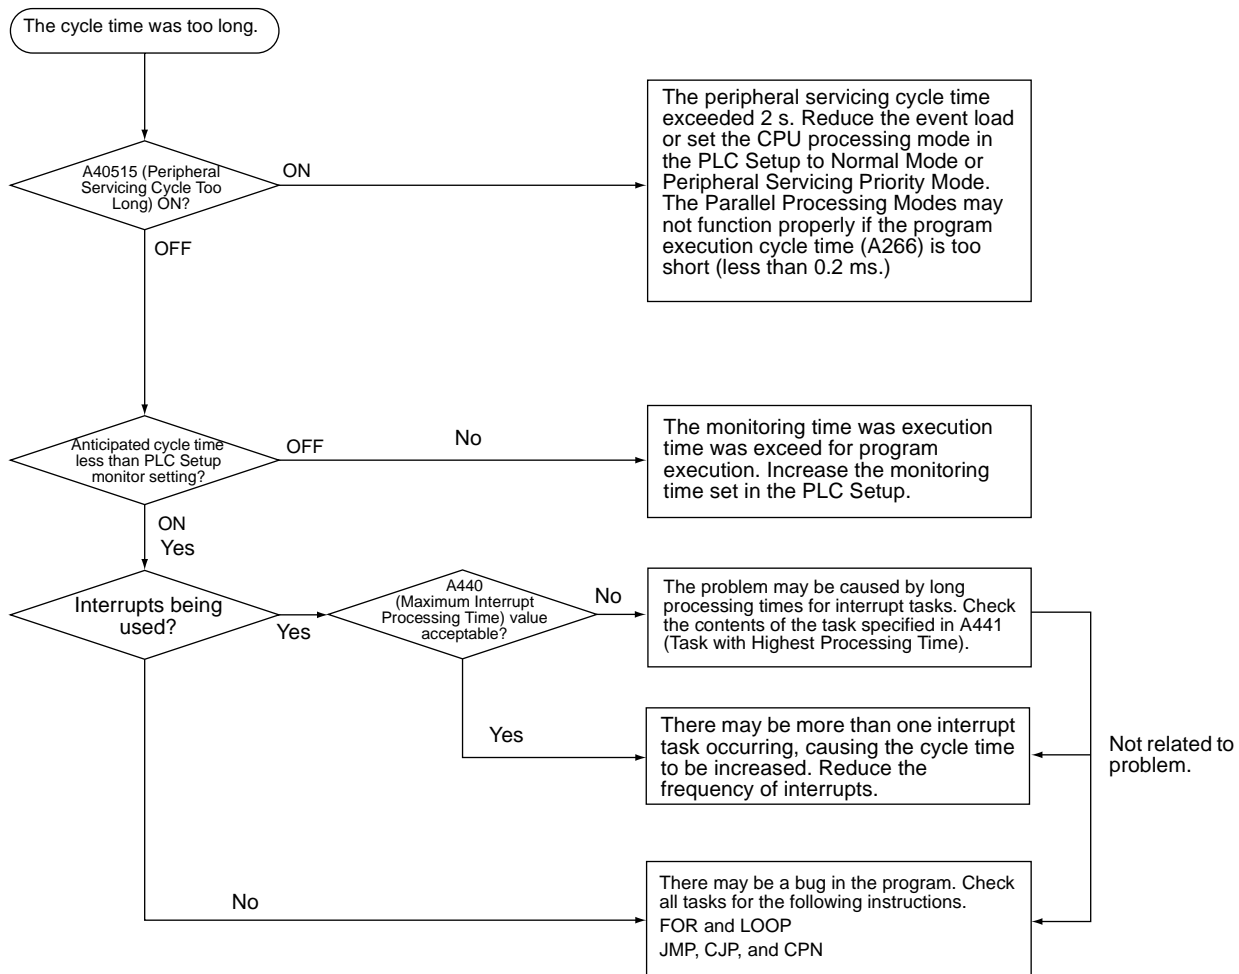 The cycle time was too long.
The peripheral servicing cycle time
exceeded 2 s. Reduce the event load
or set the CPU processing mode in
the PLC Setup to Normal Mode or
Peripheral Servicing Priority Mode.
The Parallel Processing Modes may
not function properly if the program
execution cycle time (A266) is too
short (less than 0.2 ms.)
A40515 (Peripheral
Servicing Cycle Too
Long) ON?
ON
OFF
Anticipated cycle time
less than PLC Setup
monitor setting?
OFF
No
The monitoring time was execution
time was exceed for program
execution. Increase the monitoring
time set in the PLC Setup.
ON
Yes
Interrupts being
used?
Yes
A440
(Maximum Interrupt
Processing Time) value
acceptable?
No
The problem may be caused by long
processing times for interrupt tasks. Check
the contents of the task specified in A441
(Task with Highest Processing Time).
Yes
There may be more than one interrupt
task occurring, causing the cycle time
to be increased. Reduce the
frequency of interrupts.
Not related to
problem.
No
There may be a bug in the program. Check
all tasks for the following instructions.
FOR and LOOP
JMP, CJP, and CPN